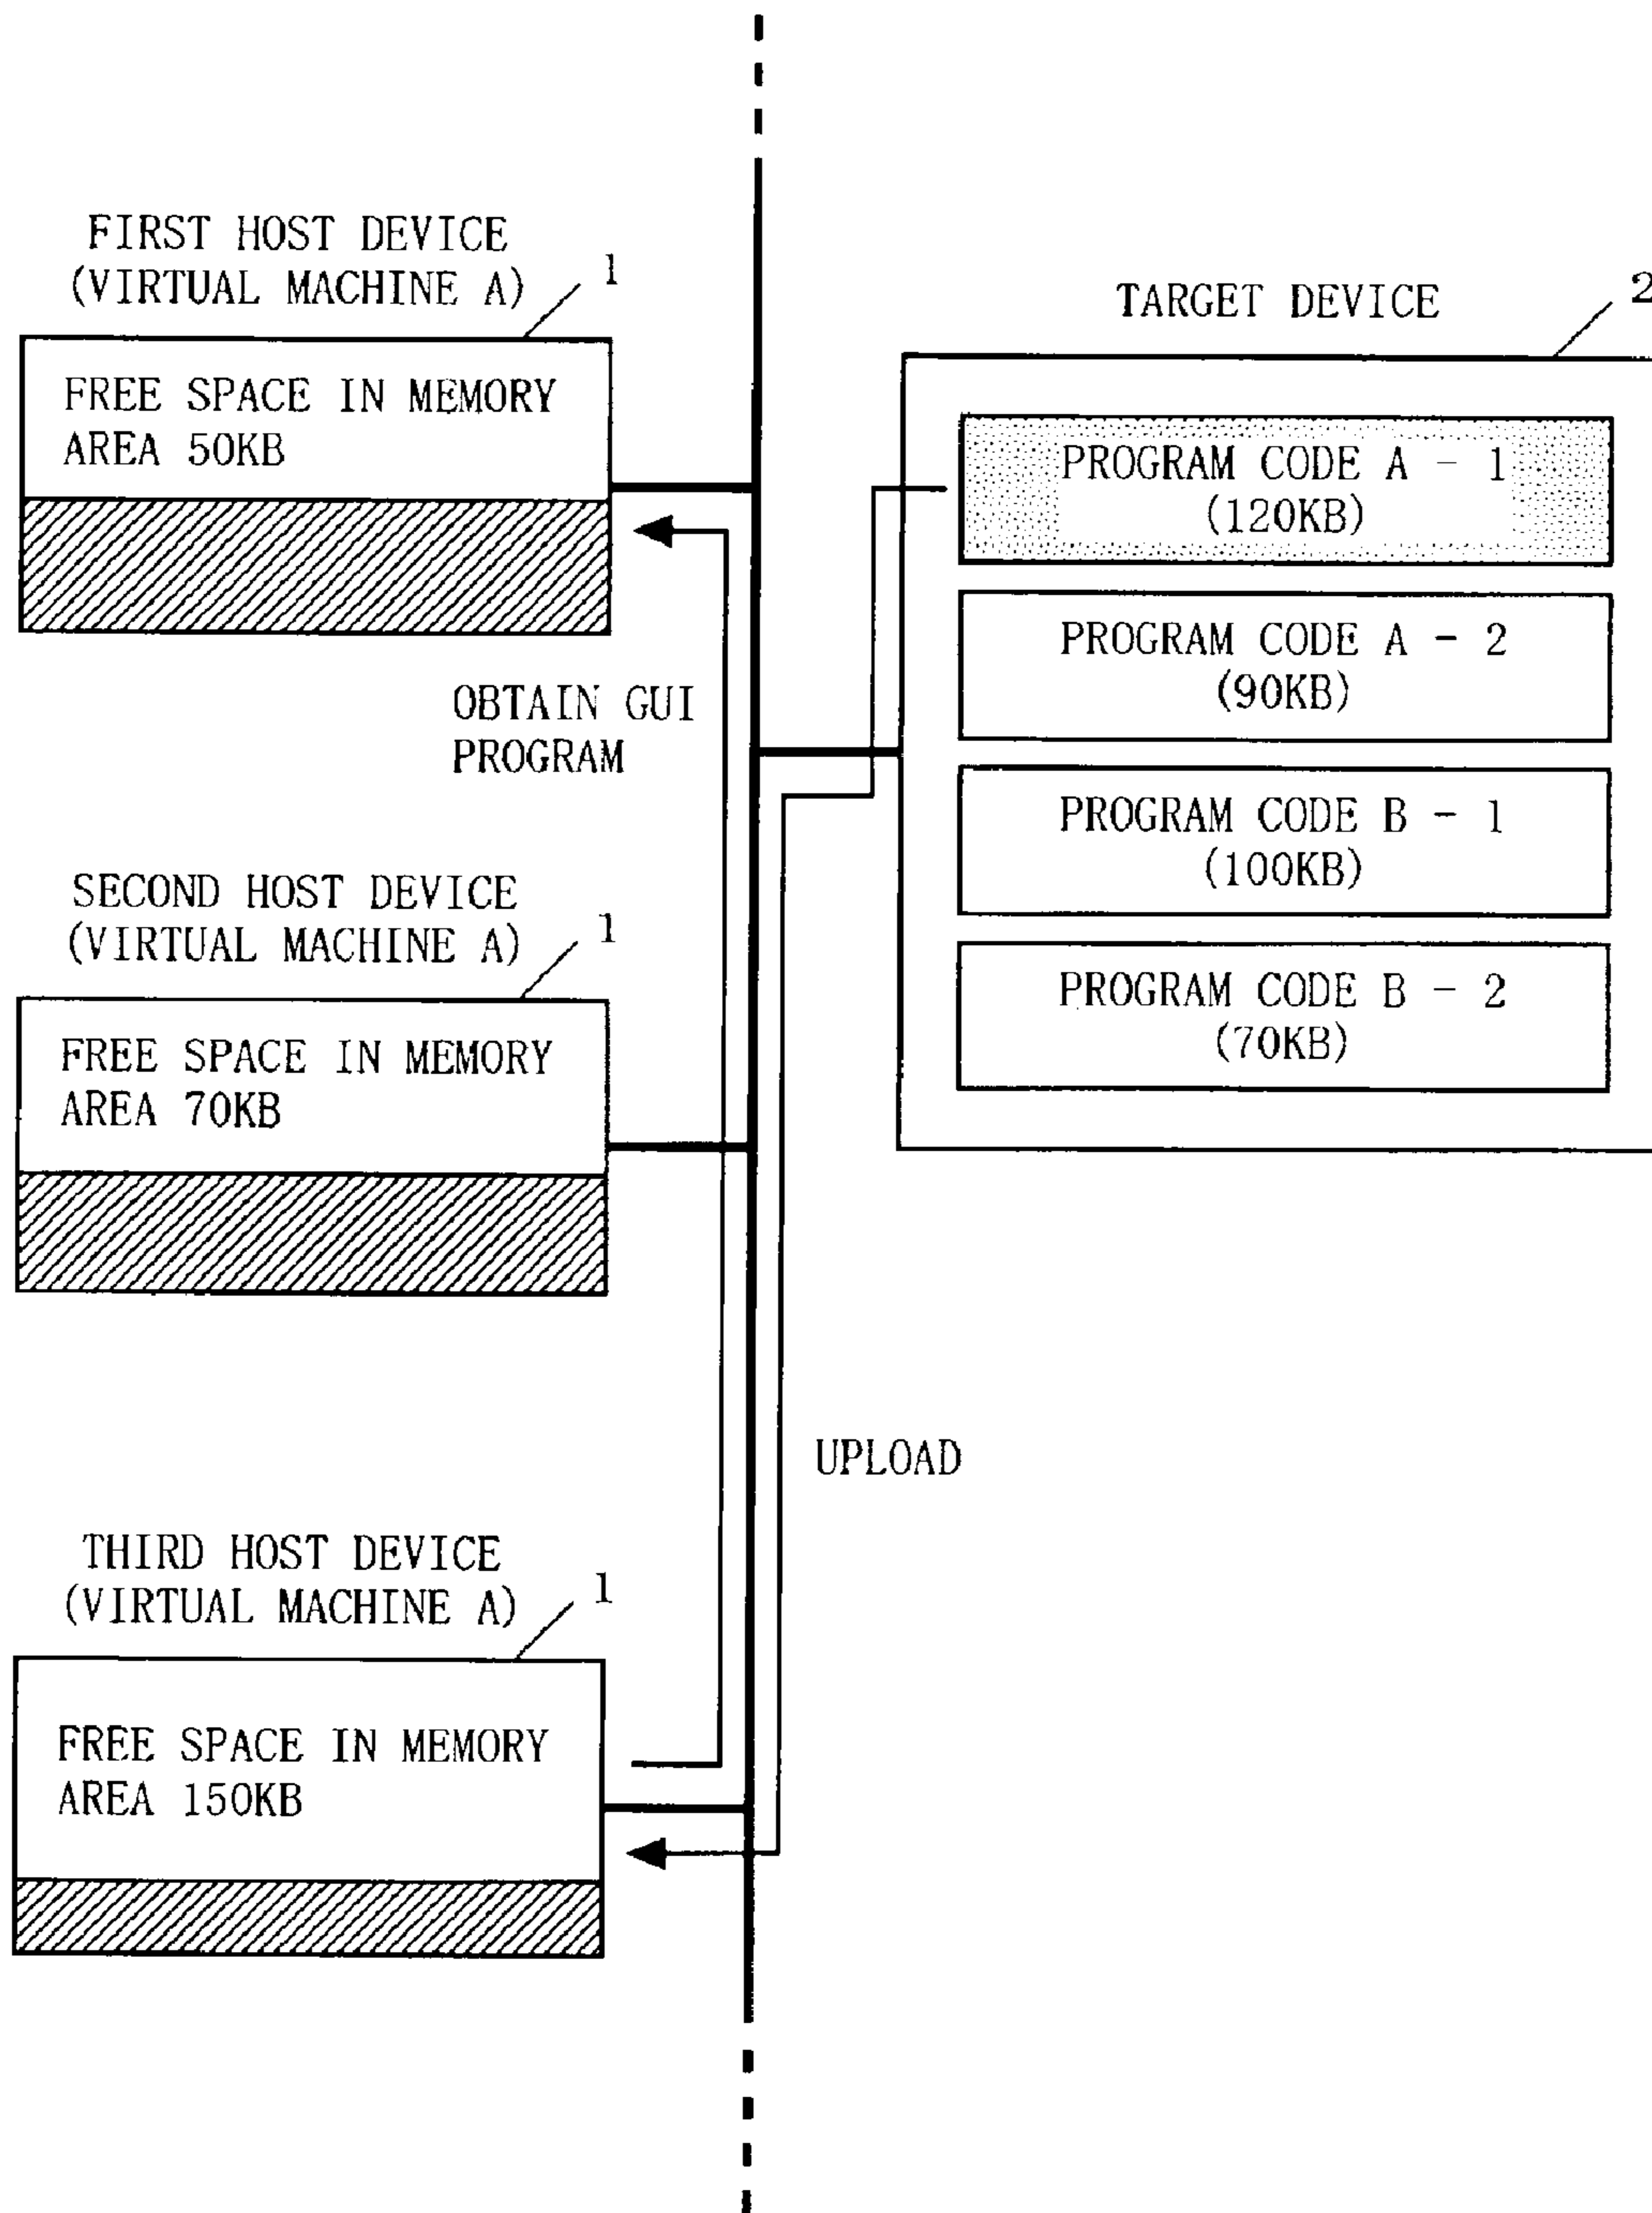 FIRST HOST DEVICE
(VIRTUAL MACHINE A)
1
FREE SPACE IN MEMORY
AREA 50KB
OBTAIN GUI
PROGRAM
SECOND HOST DEVICE
(VIRTUAL MACHINE A)
1
FREE SPACE IN MEMORY
AREA 70KB
THIRD HOST DEVICE
(VIRTUAL MACHINE A)
1
FREE SPACE IN MEMORY
AREA 150KB
UPLOAD
TARGET DEVICE
2
PROGRAM CODE A - 1
(120KB)
PROGRAM CODE A - 2
(90KB)
PROGRAM CODE B - 1
(100KB)
PROGRAM CODE B - 2
(70KB)